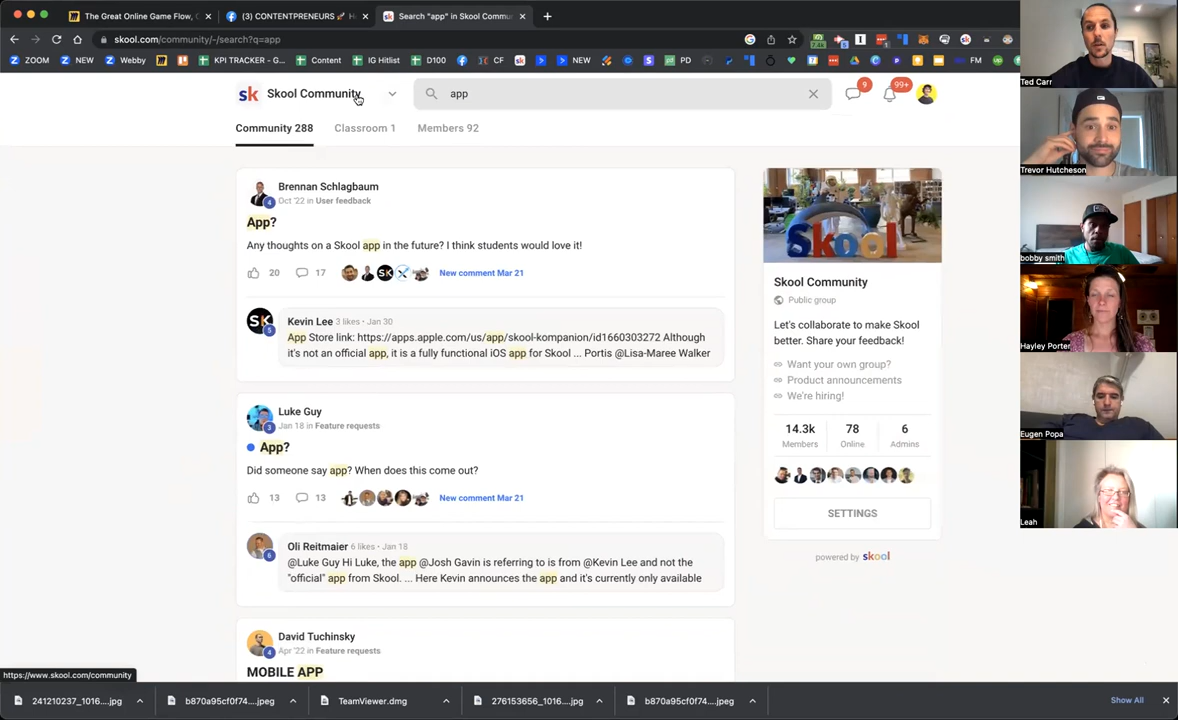 The Great Online Game Flow, C
(3) CONTENTPRENEURS 🚀 H
Search "app" in Skool Commu
skool.com/community/-/search?q=app
ZOOM
NEW
Webby
KPI TRACKER - G...
Content
IG Hitlist
D100
CF
NEW
PD
FM
Ted Carr
Trevor Hutcheson
bobby smith
Hayley Porter
Eugen Popa
Leah
sk Skool Community
app
9
99+
Community 288
Classroom 1
Members 92
Brennan Schlagbaum
4
Oct '22 in User feedback
App?
Any thoughts on a Skool app in the future? I think students would love it!
20
17
SK
New comment Mar 21
SK
5
Kevin Lee 3 likes • Jan 30
App Store link: https://apps.apple.com/us/app/skool-kompanion/id1660303272 Although
it's not an official app, it is a fully functional iOS app for Skool ... Portis @Lisa-Maree Walker
Luke Guy
3
Jan 18 in Feature requests
App?
Did someone say app? When does this come out?
13
13
New comment Mar 21
6
Oli Reitmaier 6 likes • Jan 18
@Luke Guy Hi Luke, the app @Josh Gavin is referring to is from @Kevin Lee and not the
"official" app from Skool. ... Here Kevin announces the app and it's currently only available
David Tuchinsky
4
Apr '22 in Feature requests
MOBILE APP
Skool
Skool Community
Public group
Let's collaborate to make Skool
better. Share your feedback!
Want your own group?
Product announcements
We're hiring!
14.3k
78
6
Members
Online
Admins
SETTINGS
powered by skool
https://www.skool.com/community
241210237_1016....jpg
b870a95cf0f74....jpeg
TeamViewer.dmg
276153656_1016....jpg
b870a95cf0f74....jpeg
Show All